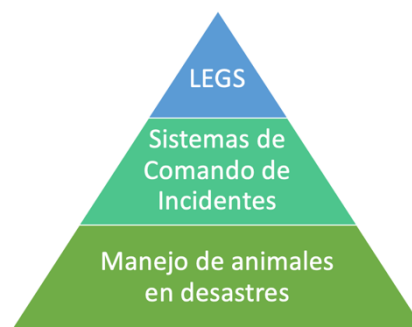 LEGS
Sistemas de
Comando de
Incidentes
Manejo de animales
en desastres